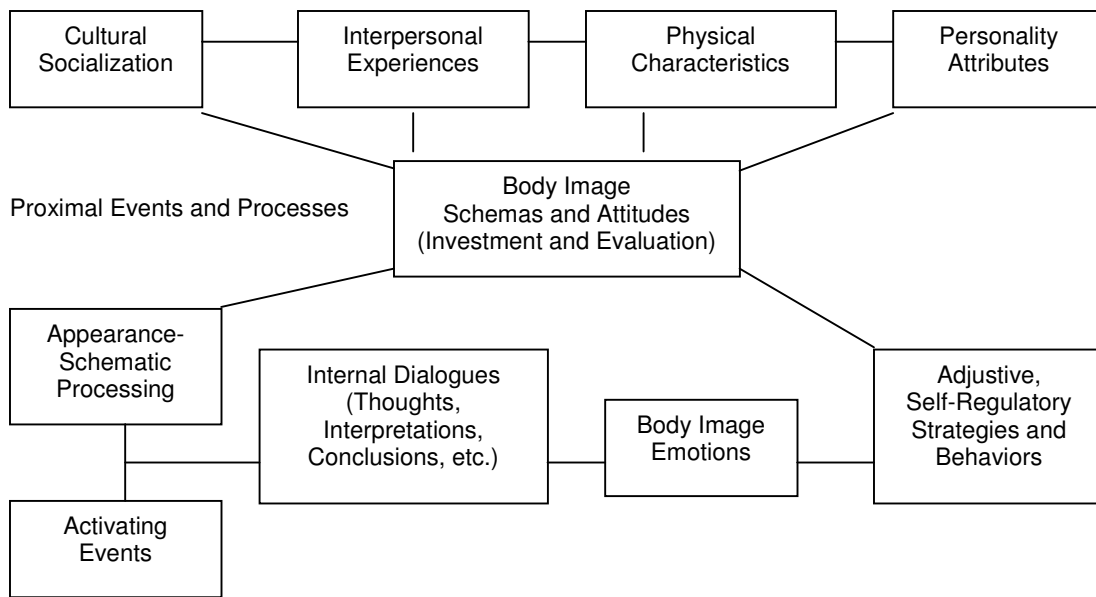 Cultural
Socialization
Interpersonal
Experiences
Physical
Characteristics
Personality
Attributes
Proximal Events and Processes
Body Image
Schemas and Attitudes
(Investment and Evaluation)
Appearance-
Schematic
Processing
Internal Dialogues
(Thoughts,
Interpretations,
Conclusions, etc.)
Body Image
Emotions
Adjustive,
Self-Regulatory
Strategies and
Behaviors
Activating
Events